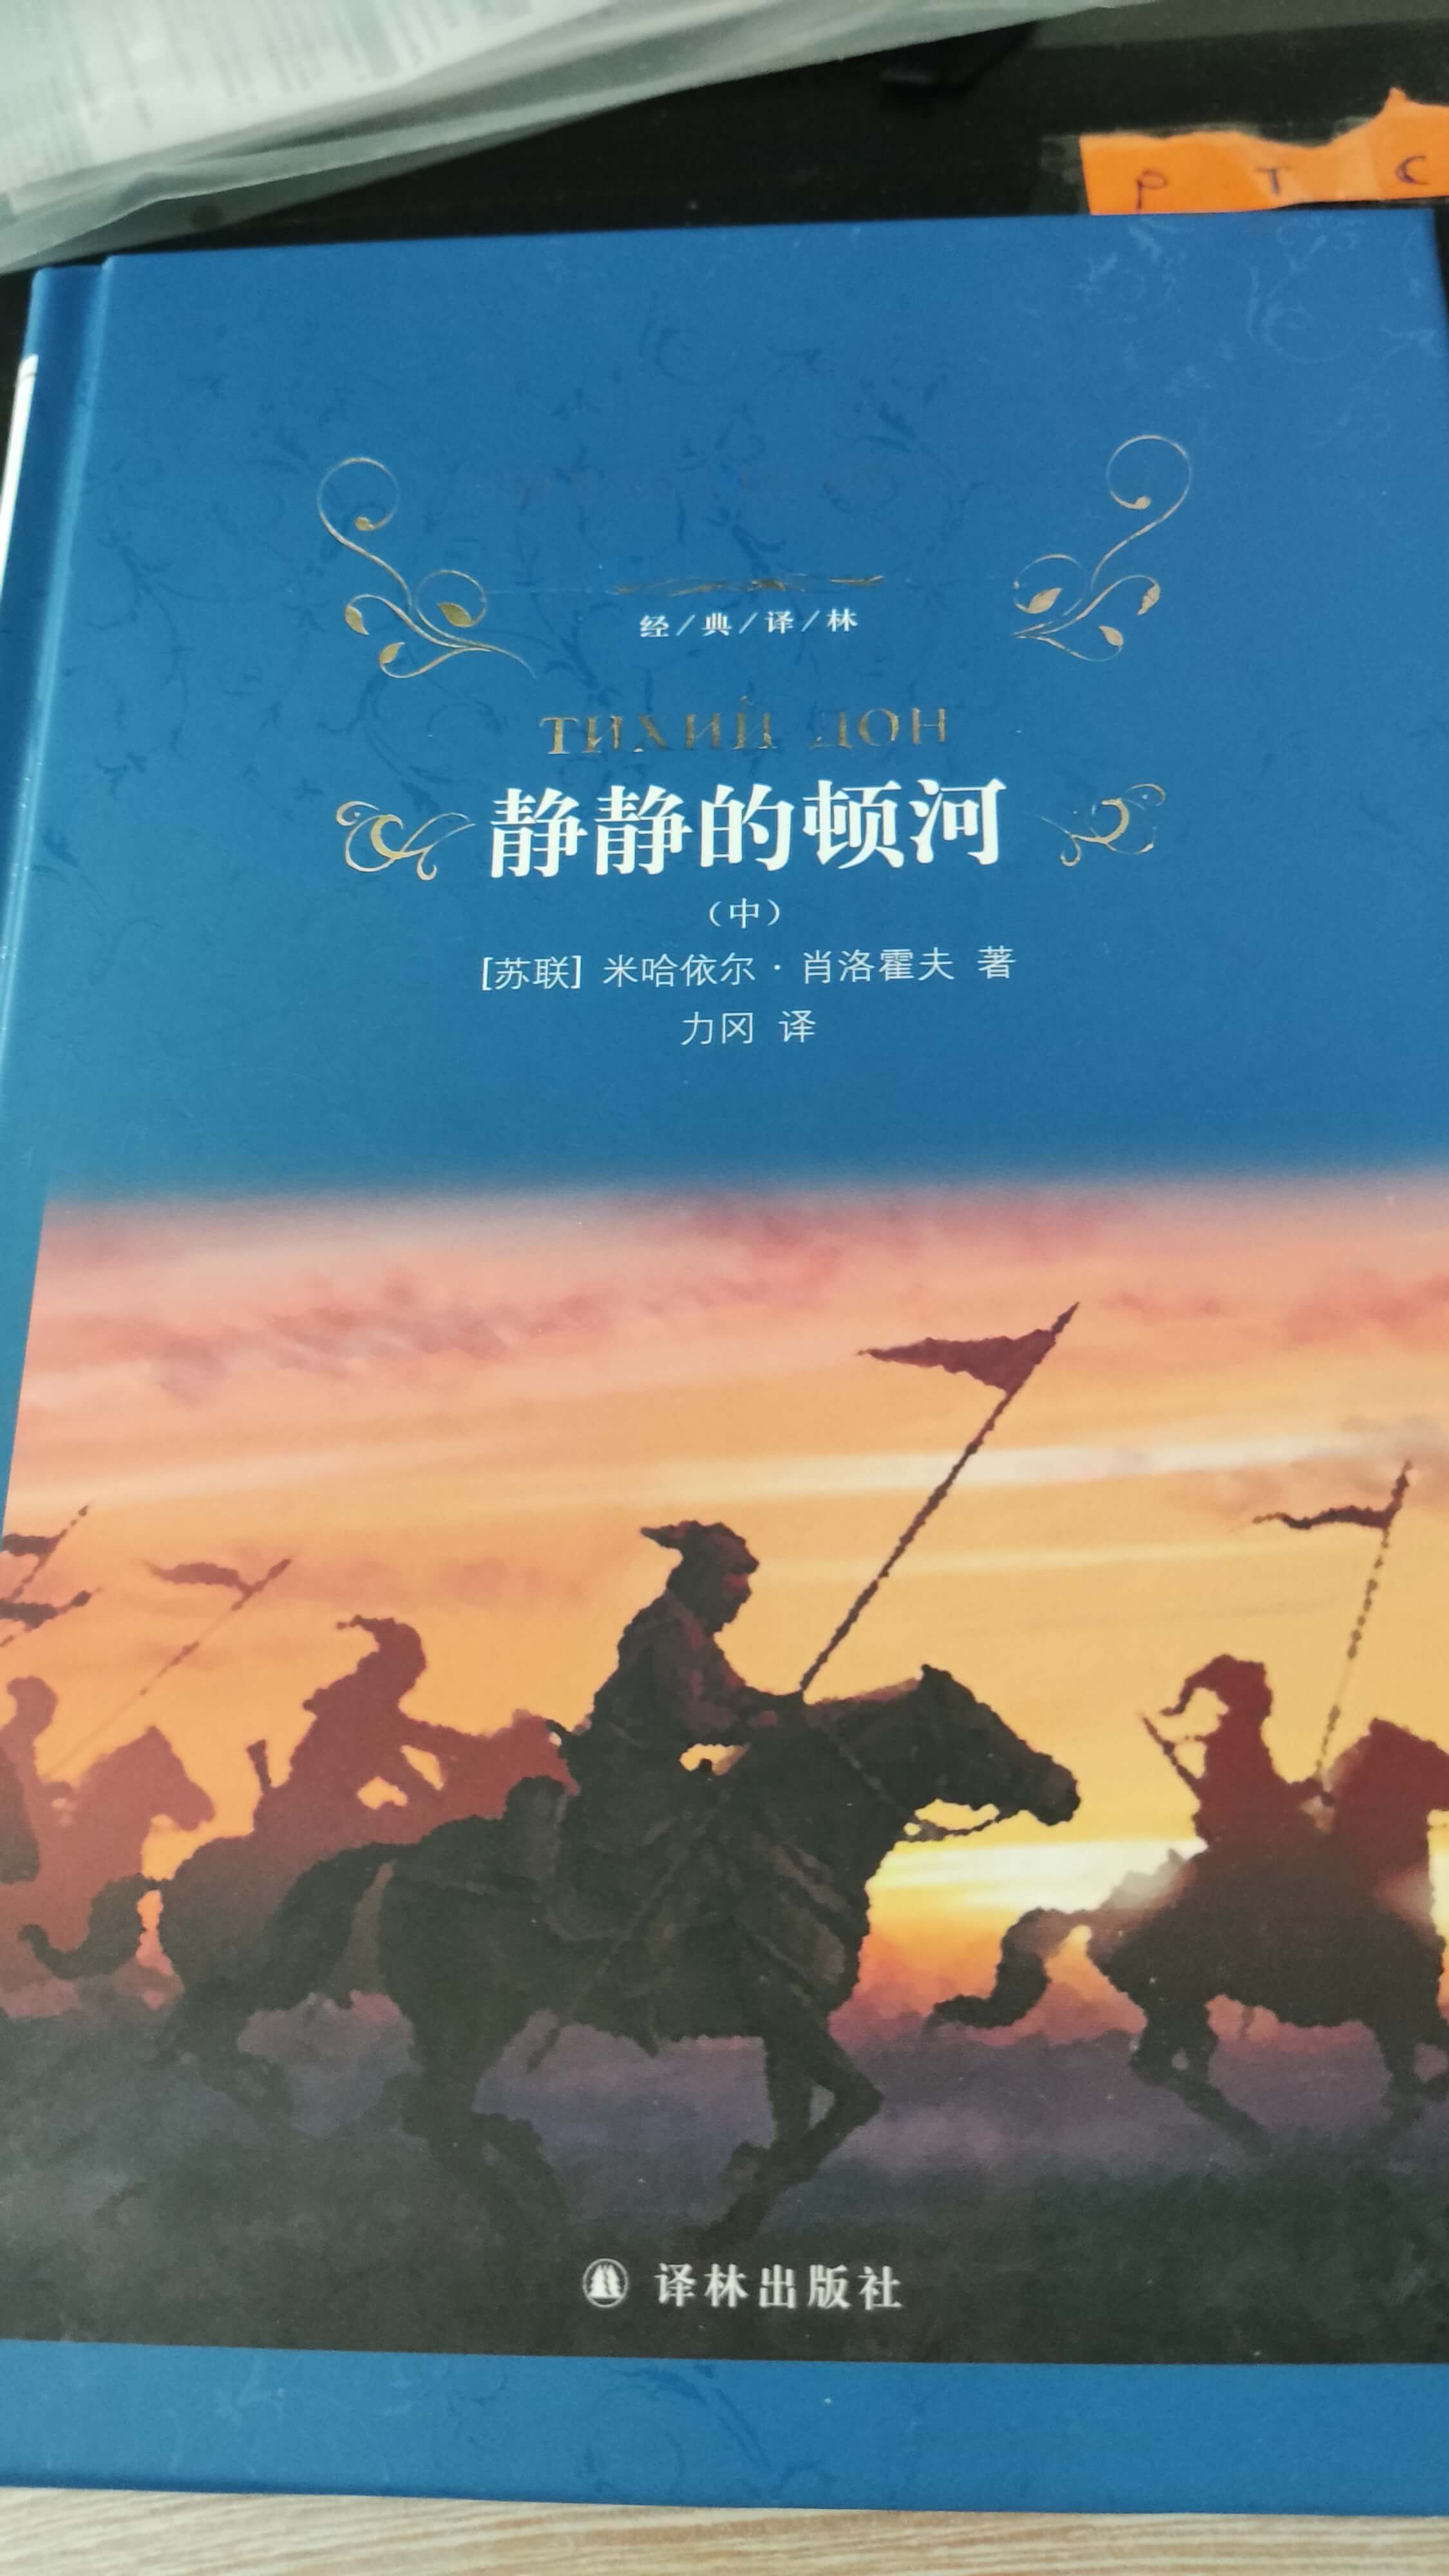 P T C
经/典/译/林
ТИХИЙ ДОН
静静的顿河
（中）
[苏联] 米哈依尔·肖洛霍夫 著
力冈 译
译林出版社